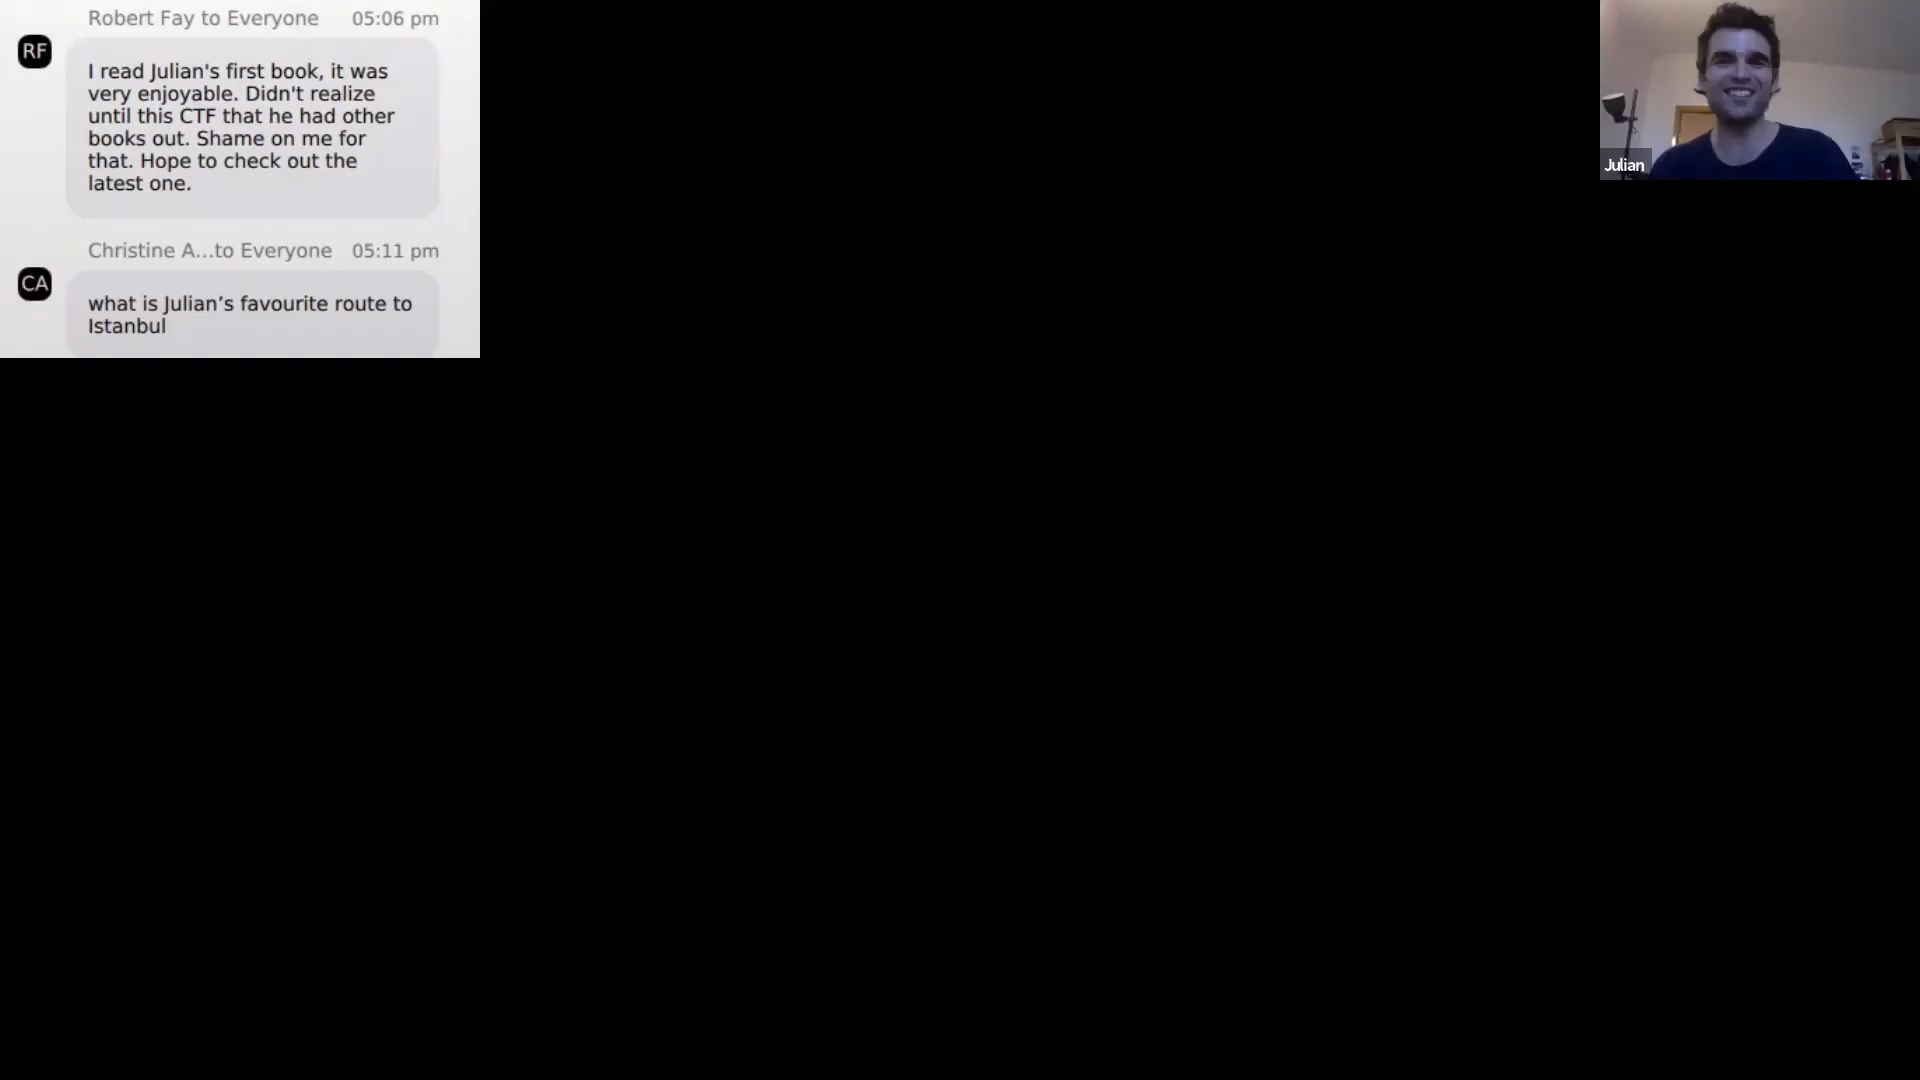 Robert Fay to Everyone 05:06 pm
RF
I read Julian's first book, it was
very enjoyable. Didn't realize
until this CTF that he had other
books out. Shame on me for
that. Hope to check out the
latest one.
Christine A...to Everyone 05:11 pm
CA
what is Julian’s favourite route to
Istanbul
Julian